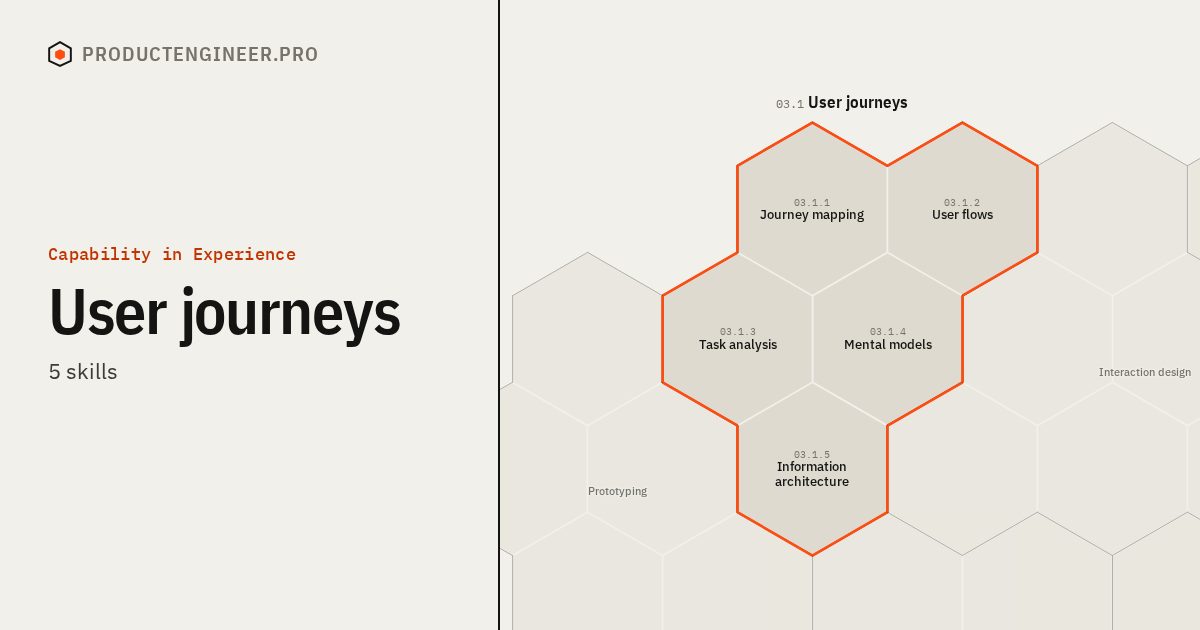 PRODUCTENGINEER.PRO
Capability in Experience
User journeys
5 skills
03.1 User journeys
03.1.1
Journey mapping
03.1.2
User flows
03.1.3
Task analysis
03.1.4
Mental models
Interaction design
03.1.5
Information
architecture
Prototyping